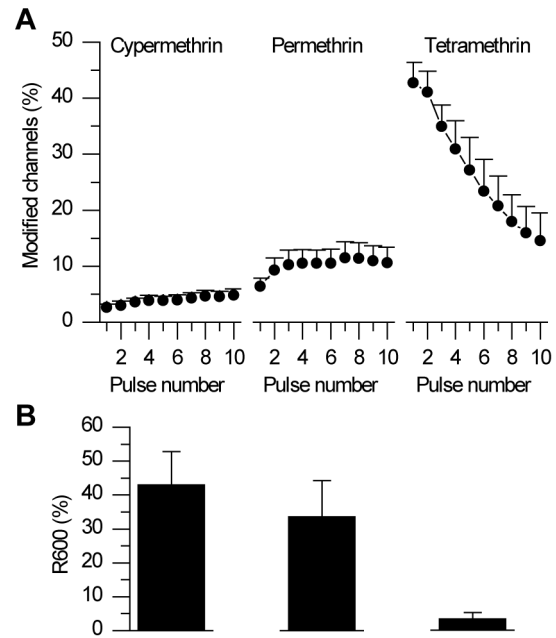 A
Cypermethrin Permethrin Tetramethrin
Modified channels (%)
50
40
30
20
10
0
2 4 6 8 10 2 4 6 8 10 2 4 6 8 10
Pulse number Pulse number Pulse number
B
R600 (%)
60
50
40
30
20
10
0